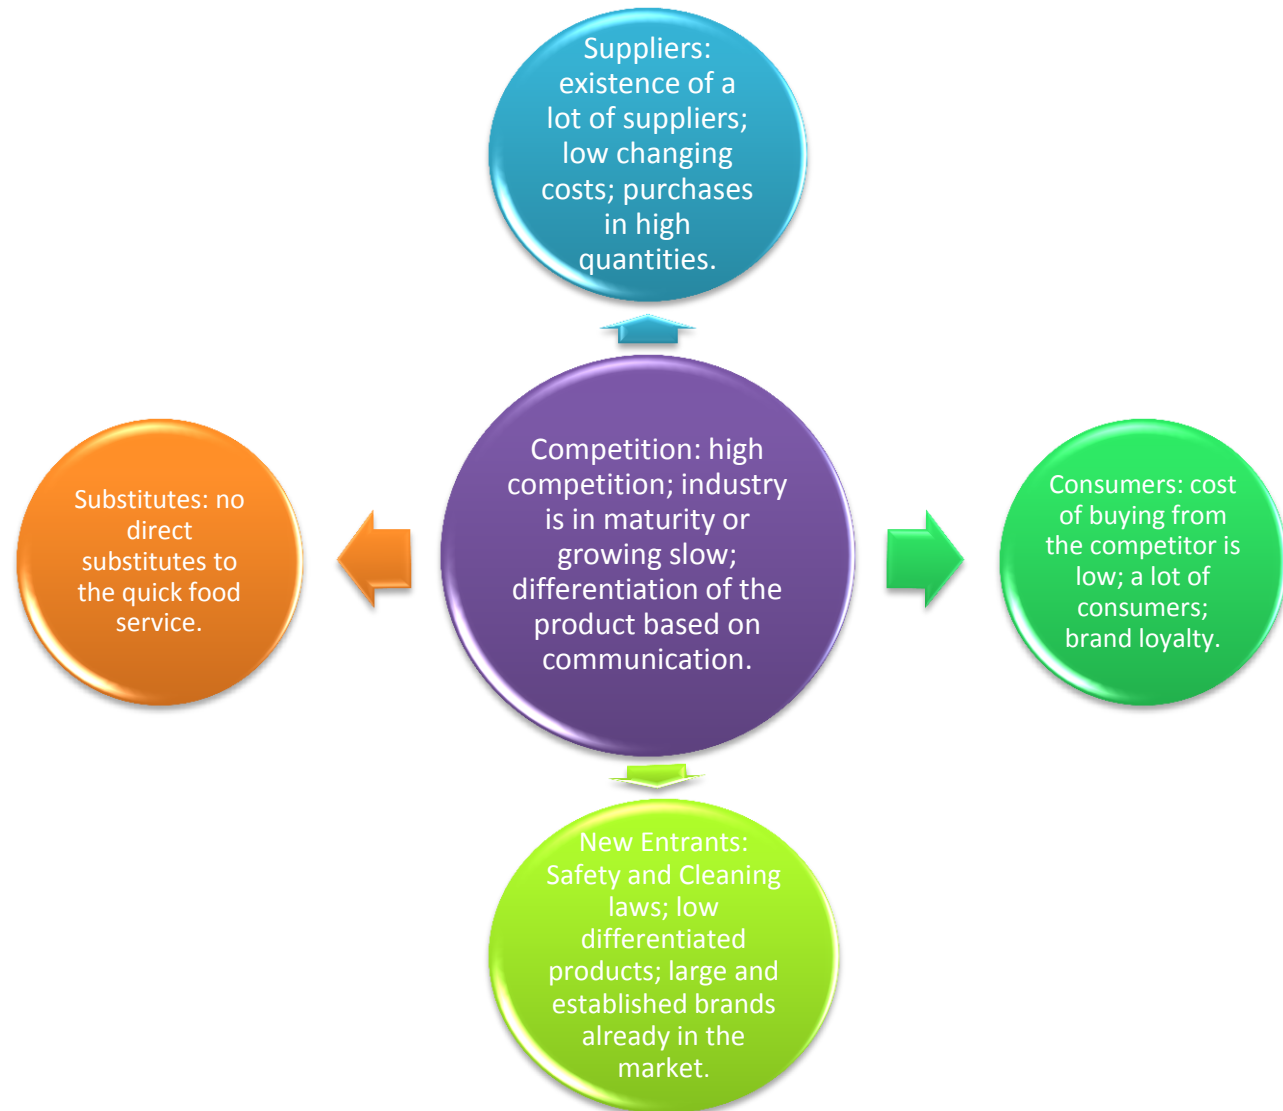 Suppliers:
existence of a
lot of suppliers;
low changing
costs; purchases
in high
quantities.
Substitutes: no
direct
substitutes to
the quick food
service.
Competition: high
competition; industry
is in maturity or
growing slow;
differentiation of the
product based on
communication.
Consumers: cost
of buying from
the competitor is
low; a lot of
consumers;
brand loyalty.
New Entrants:
Safety and Cleaning
laws; low
differentiated
products; large and
established brands
already in the
market.